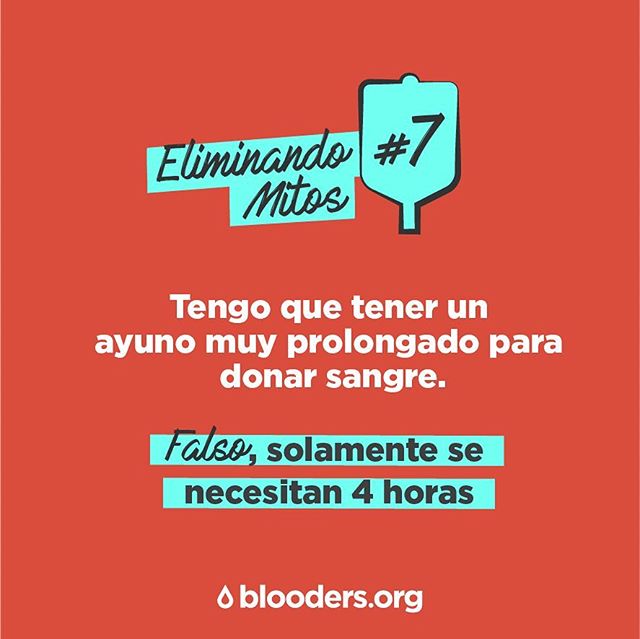 Eliminando
Mitos
#7
Tengo que tener un
ayuno muy prolongado para
donar sangre.
Falso, solamente se
necesitan 4 horas
blooders.org